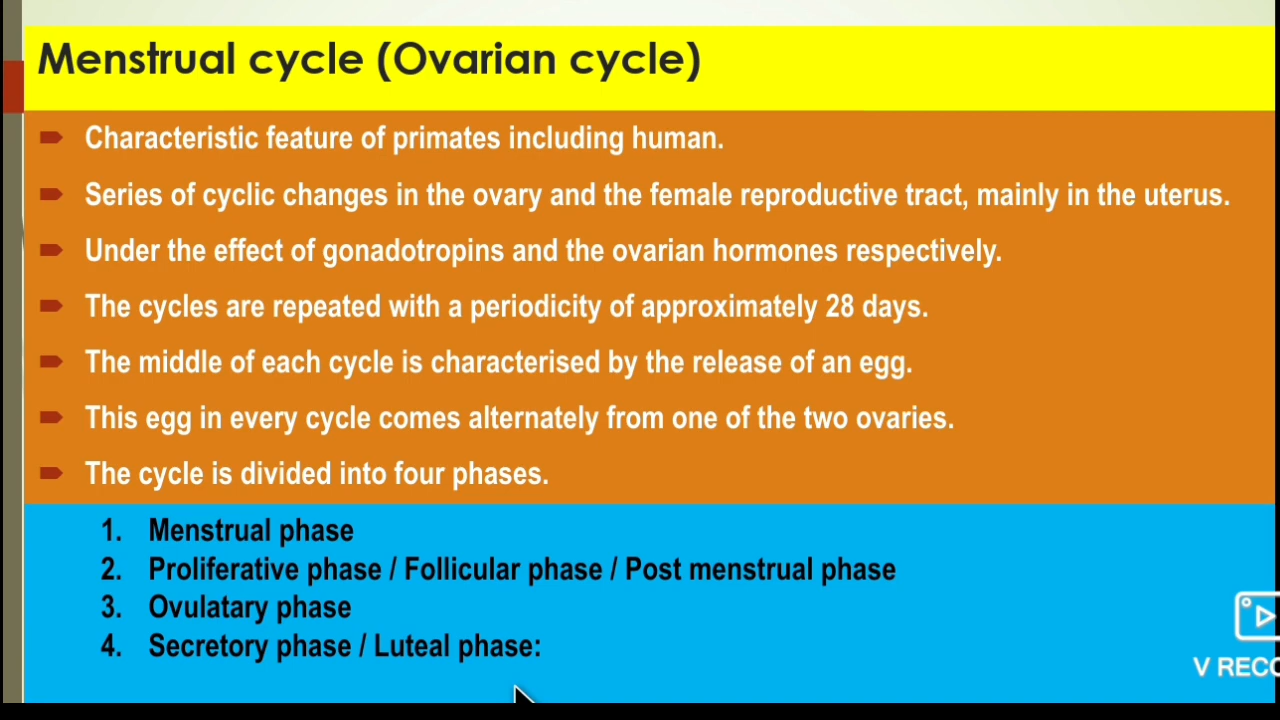 Menstrual cycle (Ovarian cycle)
Characteristic feature of primates including human.
Series of cyclic changes in the ovary and the female reproductive tract, mainly in the uterus.
Under the effect of gonadotropins and the ovarian hormones respectively.
The cycles are repeated with a periodicity of approximately 28 days.
The middle of each cycle is characterised by the release of an egg.
This egg in every cycle comes alternately from one of the two ovaries.
The cycle is divided into four phases.
1. Menstrual phase
2. Proliferative phase / Follicular phase / Post menstrual phase
3. Ovulatary phase
4. Secretory phase / Luteal phase:
V RECO